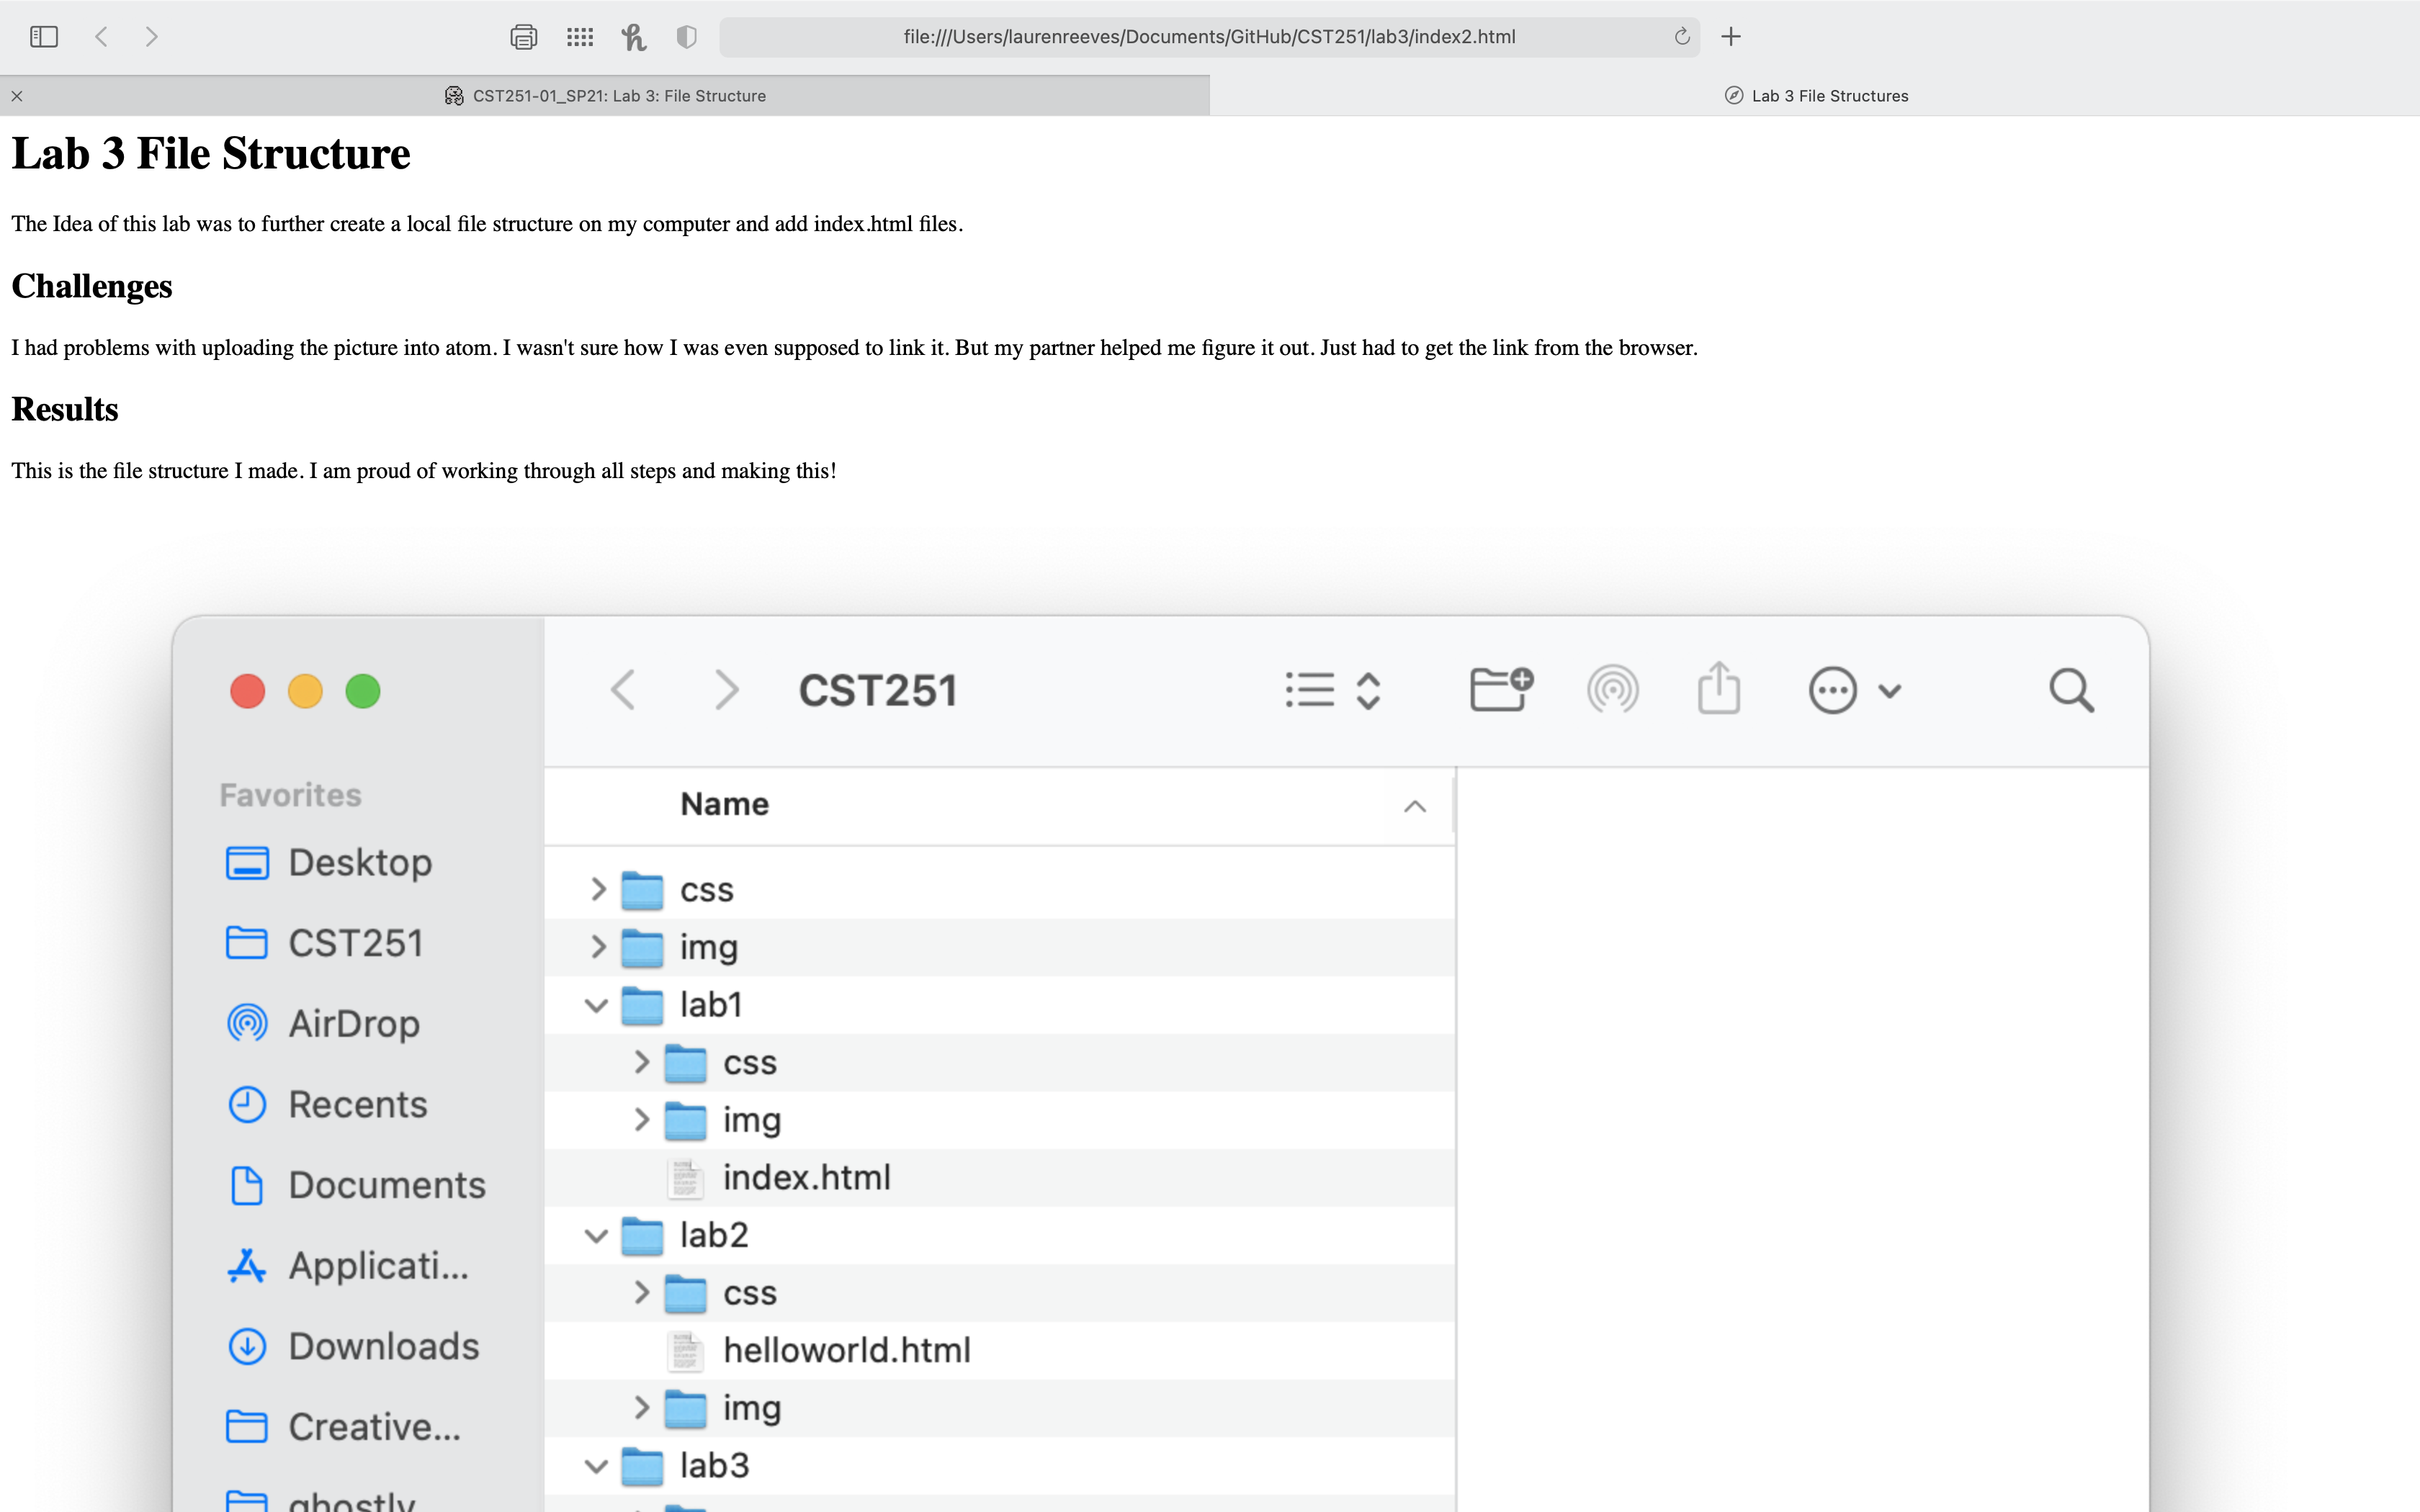 file:///Users/laurenreeves/Documents/GitHub/CST251/lab3/index2.html
CST251-01_SP21: Lab 3: File Structure
Lab 3 File Structures
Lab 3 File Structure
The Idea of this lab was to further create a local file structure on my computer and add index.html files.
Challenges
I had problems with uploading the picture into atom. I wasn't sure how I was even supposed to link it. But my partner helped me figure it out. Just had to get the link from the browser.
Results
This is the file structure I made. I am proud of working through all steps and making this!
CST251
Favorites
Desktop
CST251
AirDrop
Recents
Documents
Applicati...
Downloads
Creative...
ghostly
Name
css
img
lab1
css
img
index.html
lab2
css
helloworld.html
img
lab3